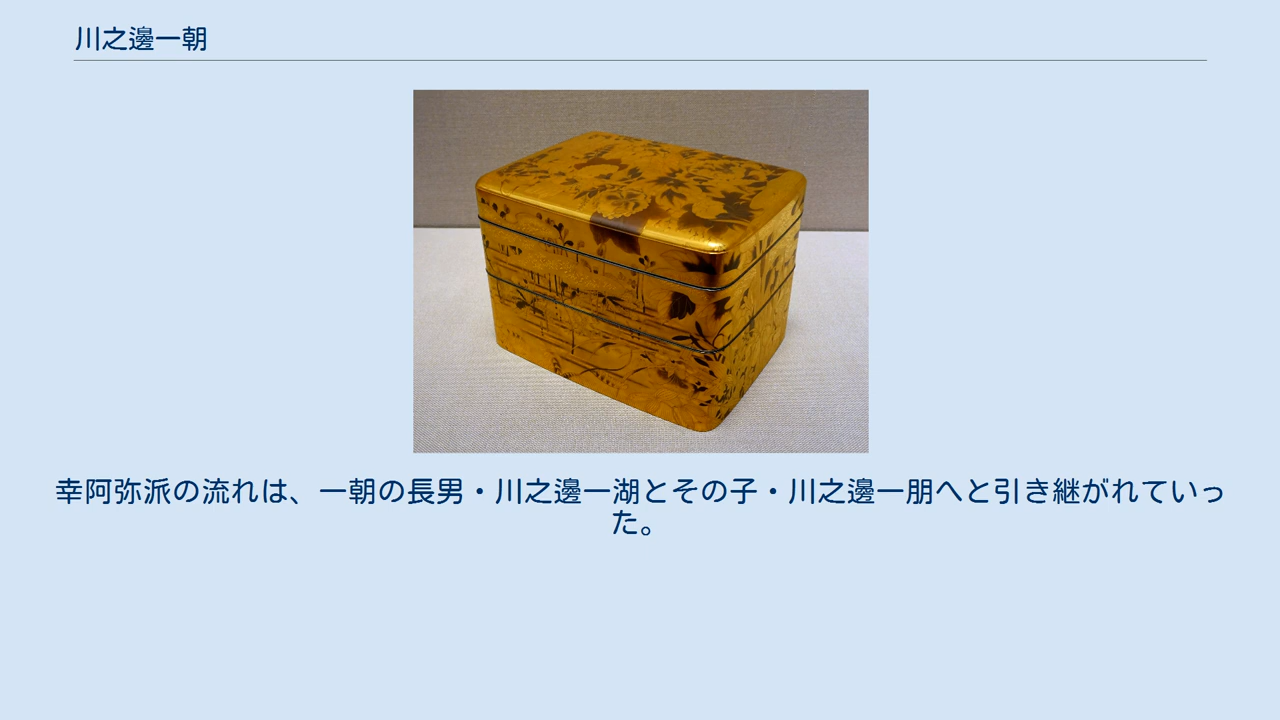 川之邊一朝
幸阿弥派の流れは、一朝の長男・川之邊一湖とその子・川之邊一朋へと引き継がれていっ
た。